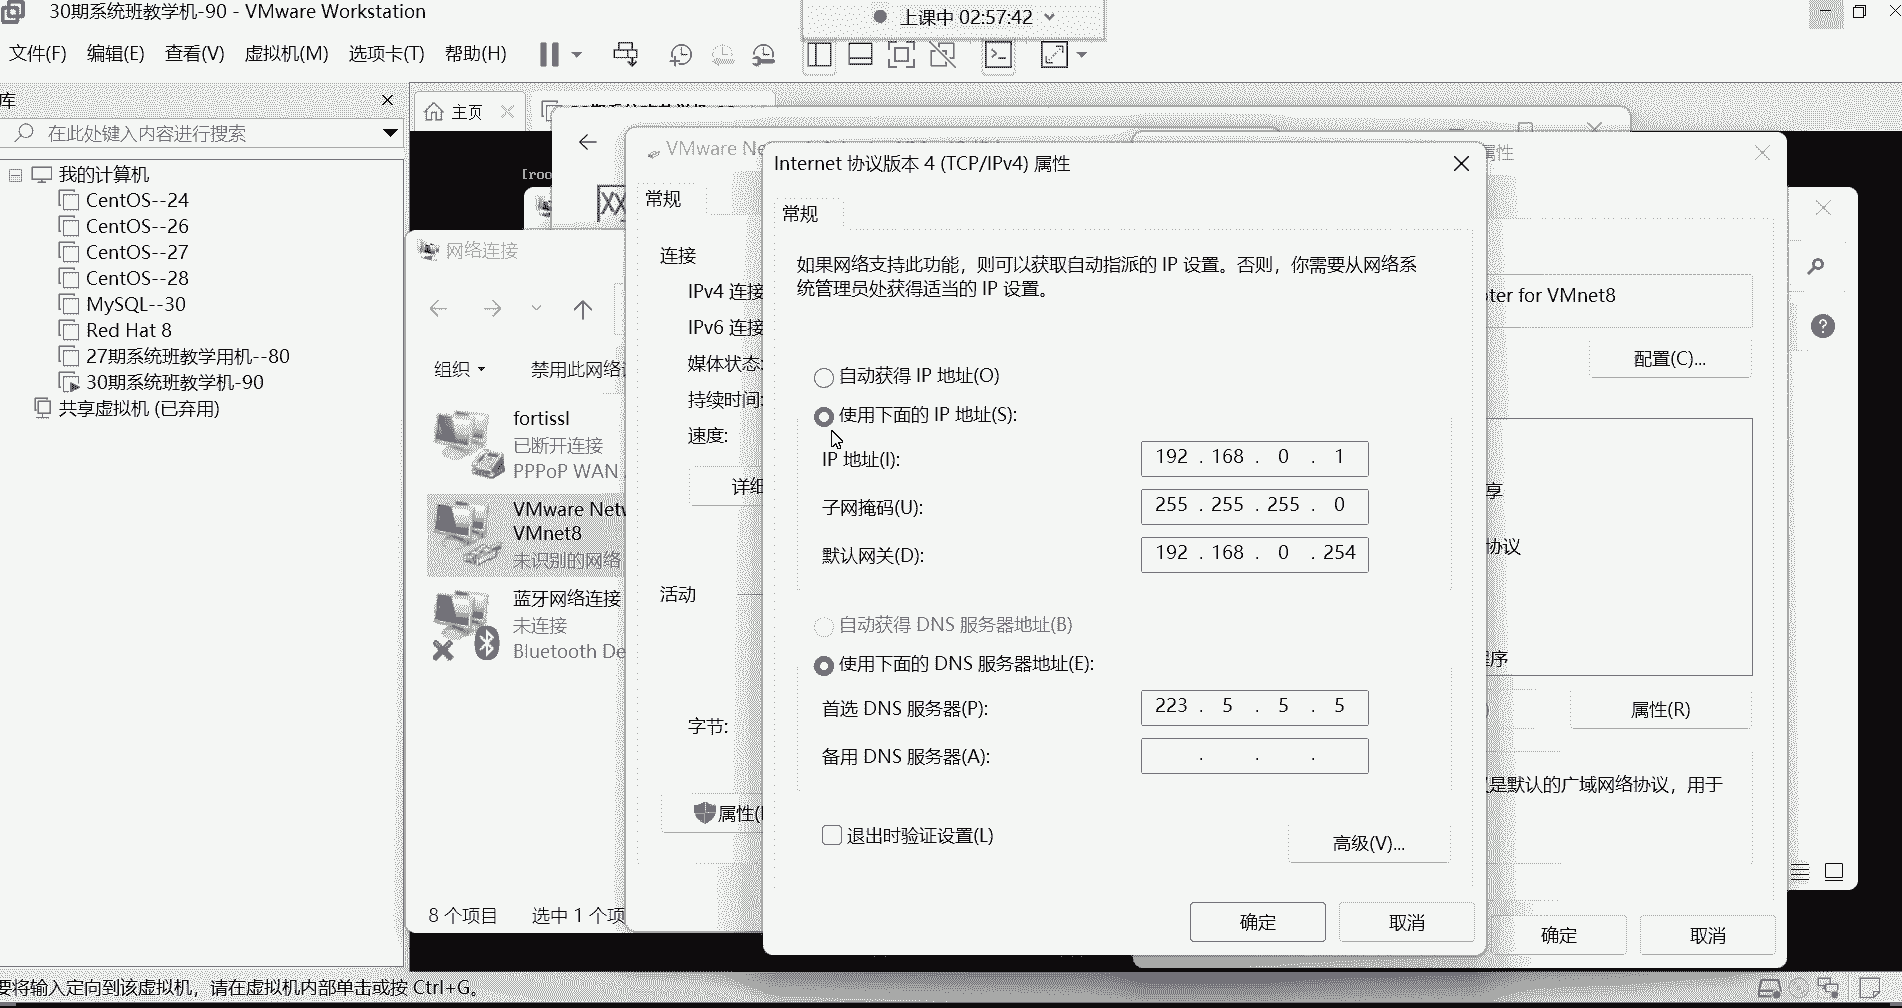 30期系统班教学机-90 - VMware Workstation
上课中 02:57:42
文件(F) 编辑(E) 查看(V) 虚拟机(M) 选项卡(T) 帮助(H)
库
在此处键入内容进行搜索
我的计算机
CentOS--24
CentOS--26
CentOS--27
CentOS--28
MySQL--30
Red Hat 8
27期系统班教学用机--80
30期系统班教学机-90
共享虚拟机 (已弃用)
主页
[roo
网络连接
组织
禁用此网络
fortissl
已断开连接
PPPoP WAN
VMware Netw
VMnet8
未识别的网络
蓝牙网络连接
未连接
Bluetooth De
8 个项目 选中 1 个项
VMware Ne
常规
连接
IPv4 连接
IPv6 连接
媒体状态:
持续时间:
速度:
详细
活动
字节:
属性(
Internet 协议版本 4 (TCP/IPv4) 属性
常规
如果网络支持此功能，则可以获取自动指派的 IP 设置。否则，你需要从网络系
统管理员处获得适当的 IP 设置。
自动获得 IP 地址(O)
使用下面的 IP 地址(S):
IP 地址(I): 192 . 168 . 0 . 1
子网掩码(U): 255 . 255 . 255 . 0
默认网关(D): 192 . 168 . 0 . 254
自动获得 DNS 服务器地址(B)
使用下面的 DNS 服务器地址(E):
首选 DNS 服务器(P): 223 . 5 . 5 . 5
备用 DNS 服务器(A): . . .
退出时验证设置(L)
高级(V)...
确定 取消
属性
ter for VMnet8
配置(C)...
享
协议
程序
属性(R)
是默认的广域网络协议，用于
确定 取消
要将输入定向到该虚拟机，请在虚拟机内部单击或按 Ctrl+G。